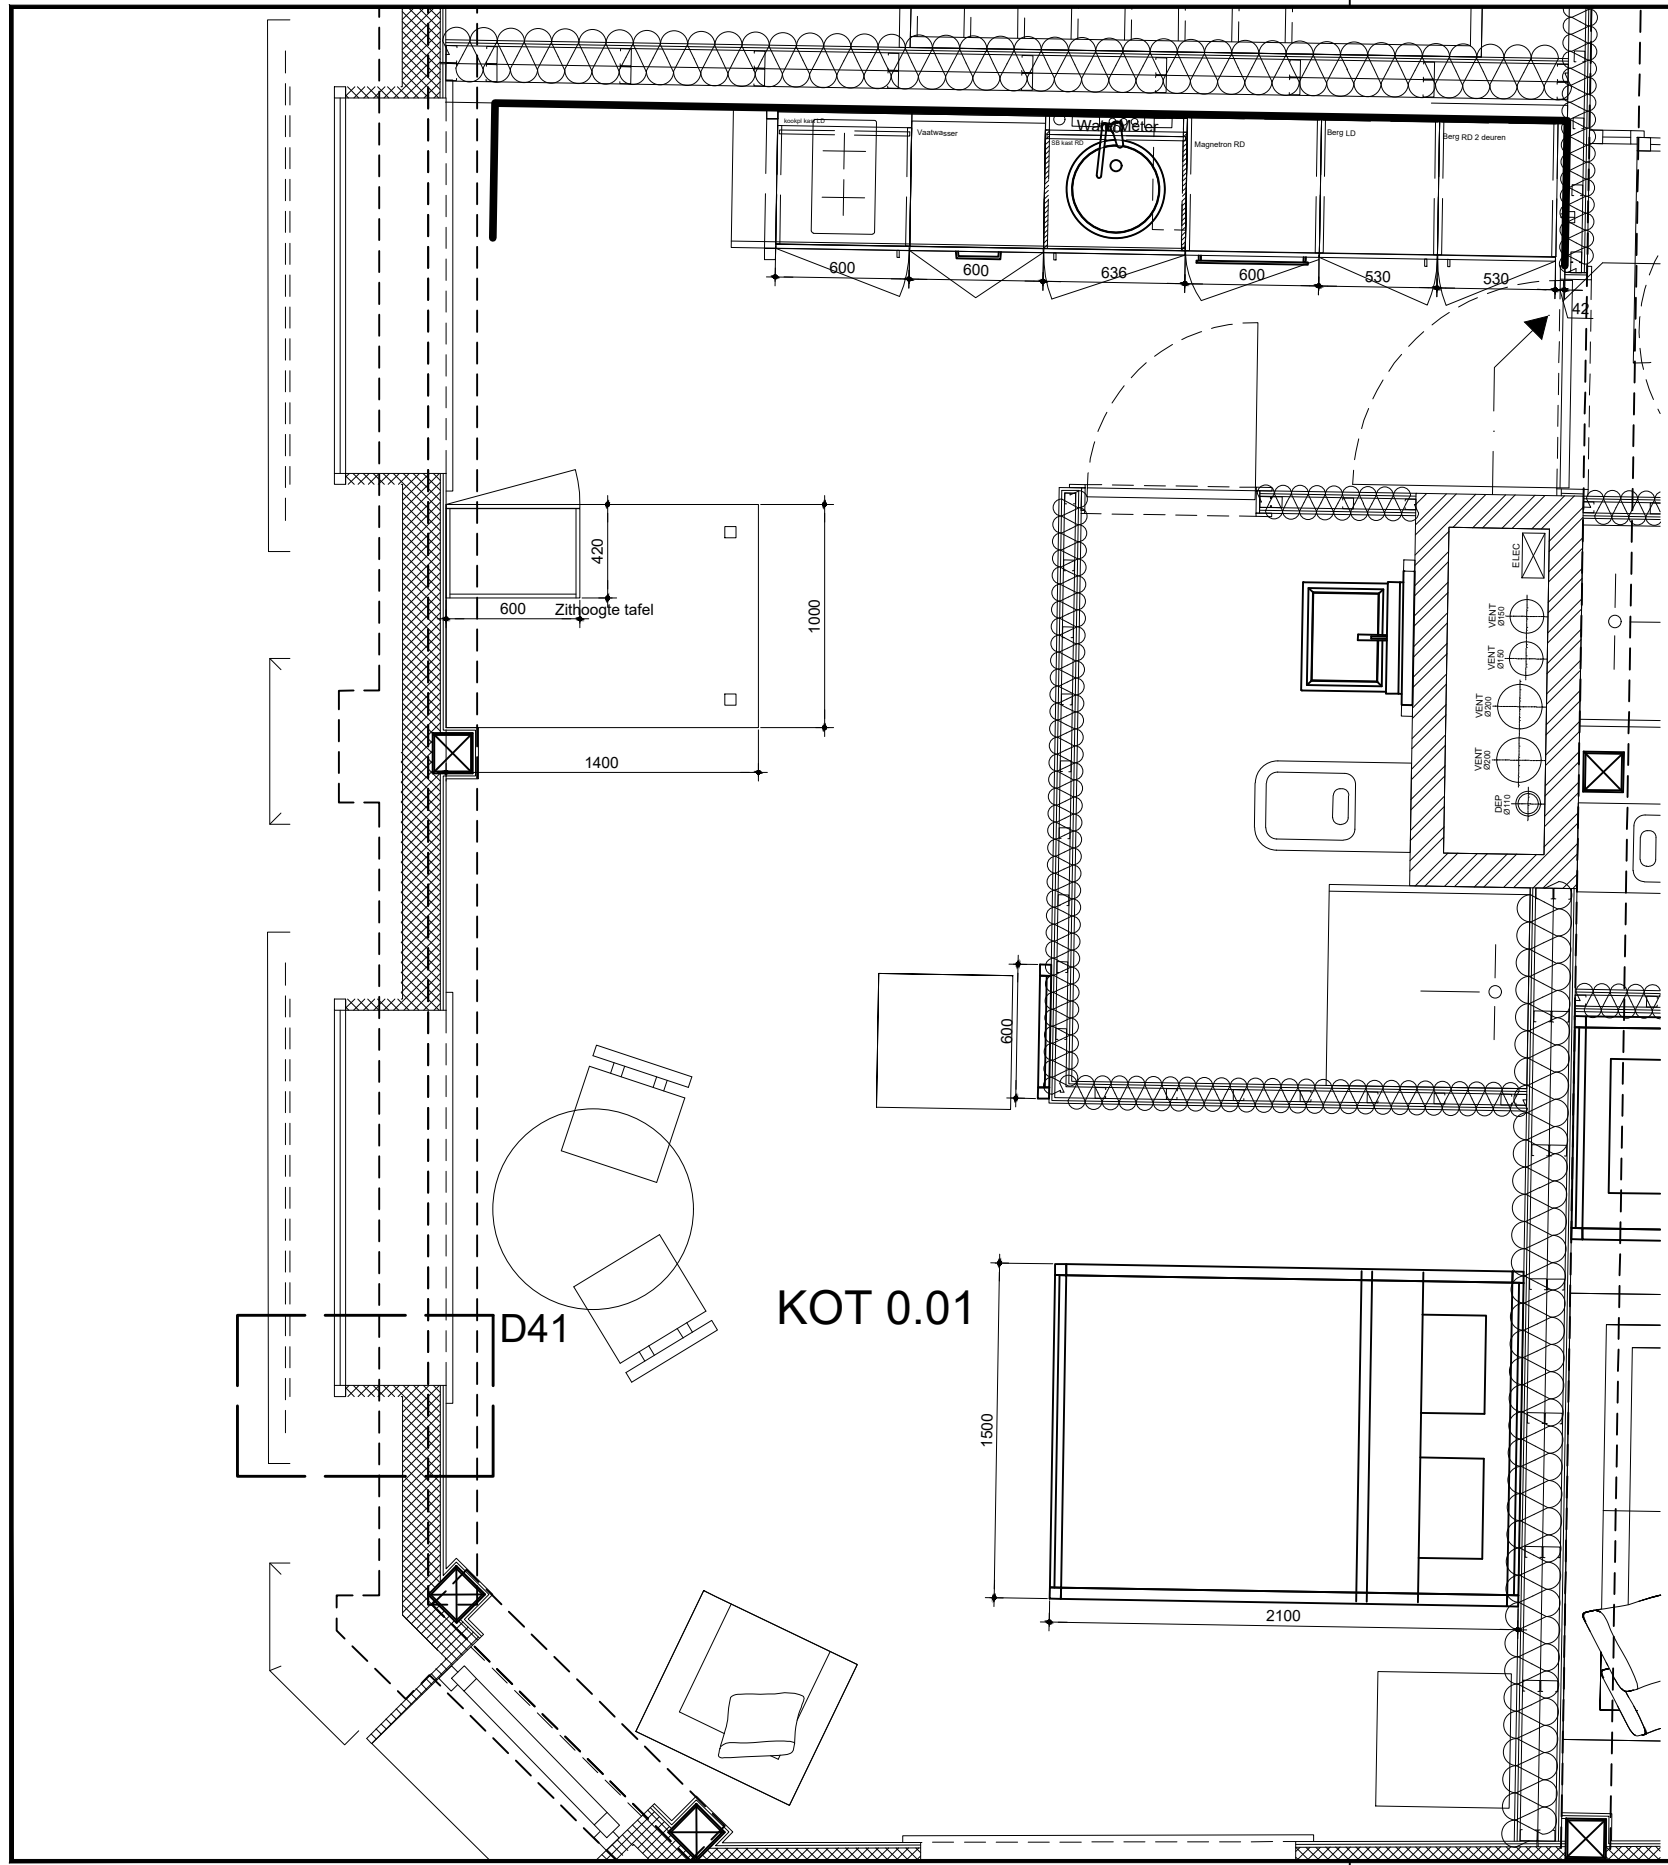 kookpl kast LD
Vaatwasser
WaterMeter
SB kast RD
Magnetron RD
Berg LD
Berg RD 2 deuren
600
600
636
600
530
530
42
420
600
Zithoogte tafel
1000
1400
ELEC
VENT
Ø150
VENT
Ø150
VENT
Ø200
VENT
Ø200
DEP
Ø110
600
KOT 0.01
D41
1500
2100